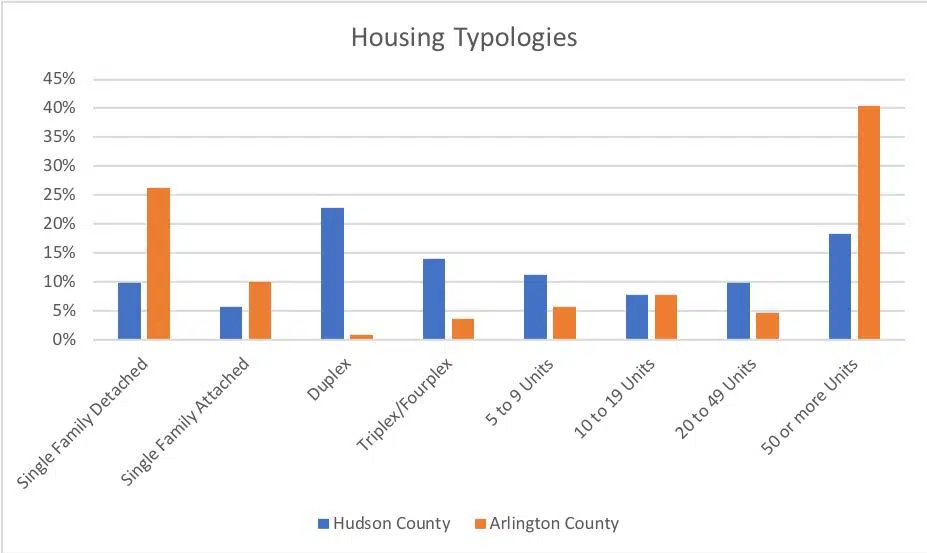 Housing Typologies
45%
40%
35%
30%
25%
20%
15%
10%
5%
0%
Single Family Detached
Single Family Attached
Duplex
Triplex/Fourplex
5 to 9 Units
10 to 19 Units
20 to 49 Units
50 or more Units
Hudson County
Arlington County